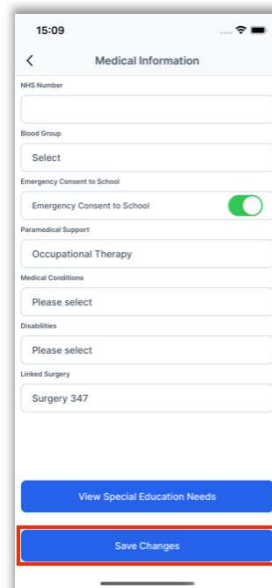 15:09
Medical Information
NHS Number
Blood Group
Select
Emergency Consent to School
Emergency Consent to School
Paramedical Support
Occupational Therapy
Medical Conditions
Please select
Disabilities
Please select
Linked Surgery
Surgery 347
View Special Education Needs
Save Changes